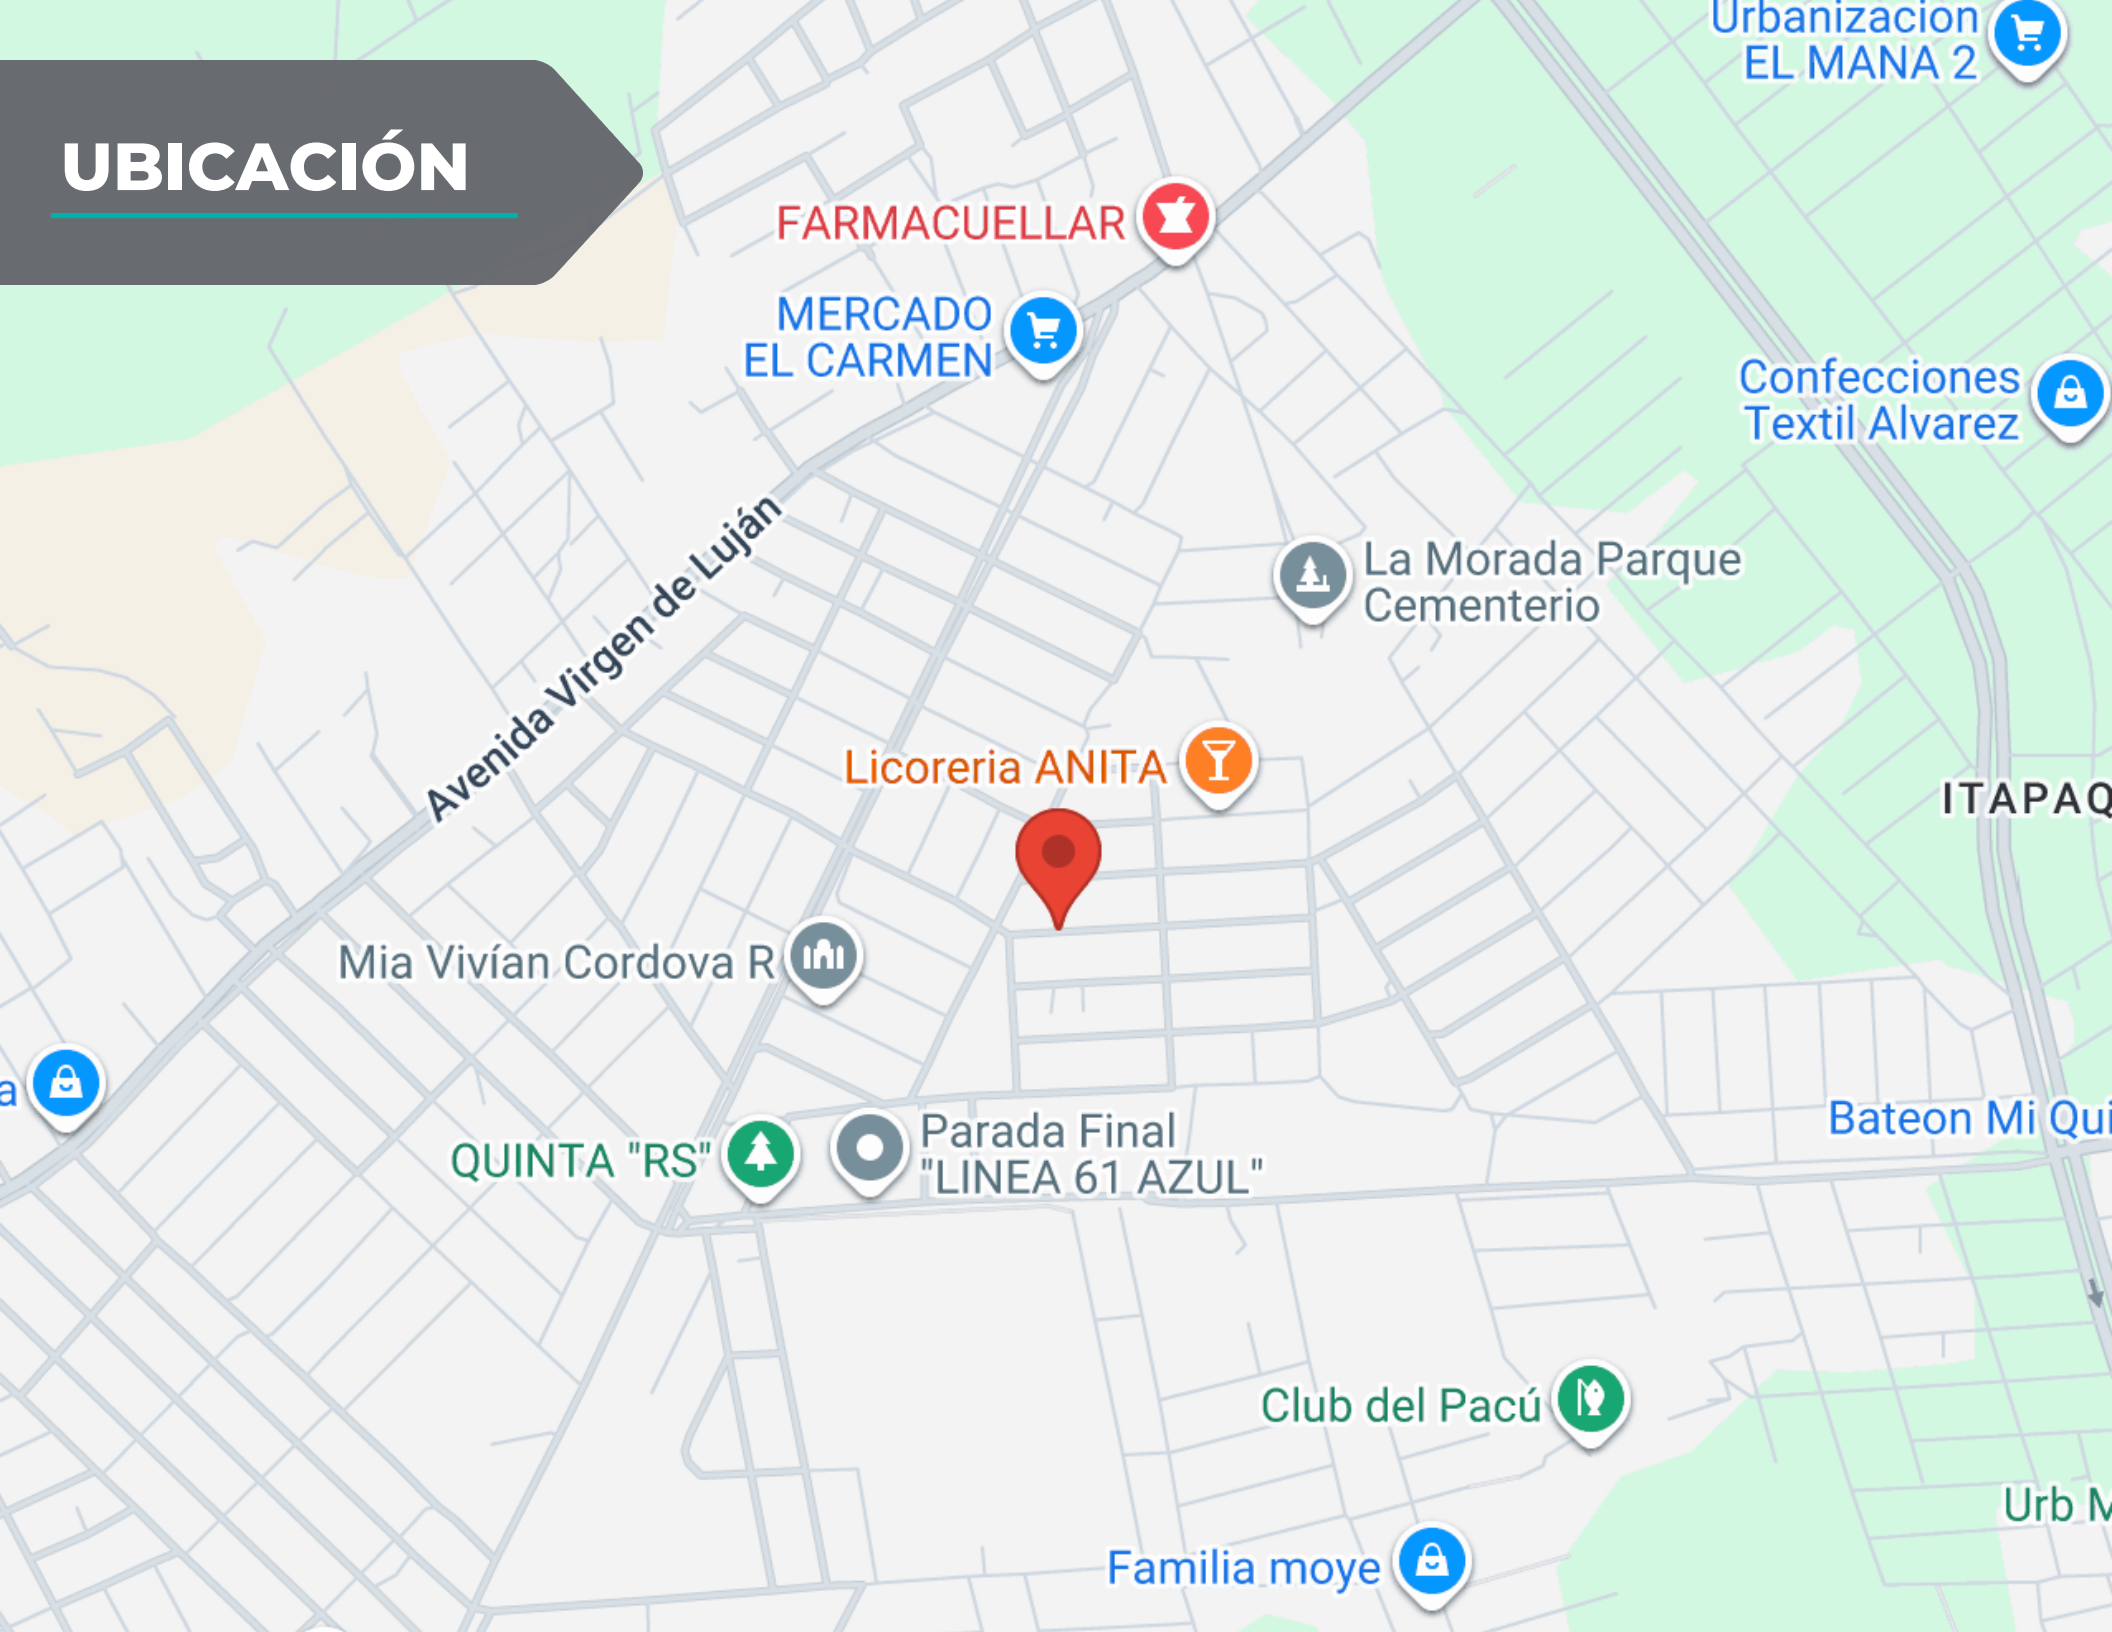 Urbanizacion
EL MANA 2
UBICACIÓN
FARMACUELLAR
MERCADO
EL CARMEN
Confecciones
Textil Alvarez
Avenida Virgen de Luján
La Morada Parque
Cementerio
Licoreria ANITA
ITAPAQ
Mia Vivían Cordova R
a
QUINTA "RS"
Parada Final
"LINEA 61 AZUL"
Bateon Mi Qui
Club del Pacú
Urb M
Familia moye